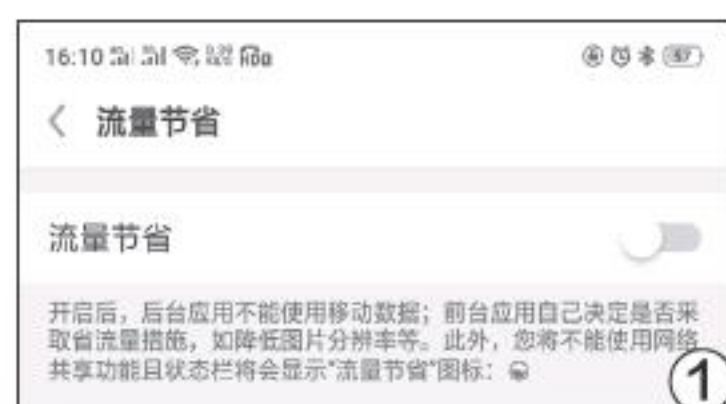 16:10
流量节省
流量节省
开启后，后台应用不能使用移动数据；前台应用自己决定是否采
取省流量措施，如降低图片分辨率等。此外，您将不能使用网络
共享功能且状态栏将会显示"流量节省"图标：
①